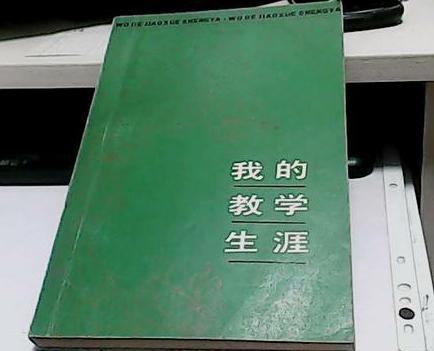 WO DE JIAOXUE SHENGYA · WO DE JIAOXUE SHENGYA
我的
教学
生涯